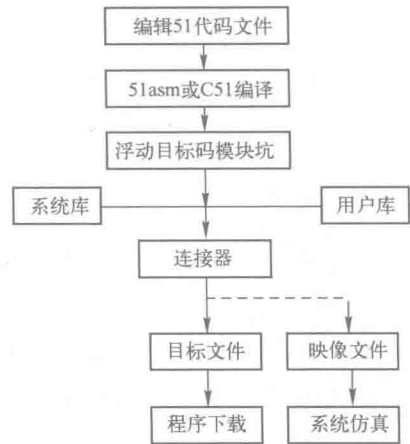 编辑51代码文件
51asm或C51编译
浮动目标码模块坑
系统库
用户库
连接器
目标文件
映像文件
程序下载
系统仿真